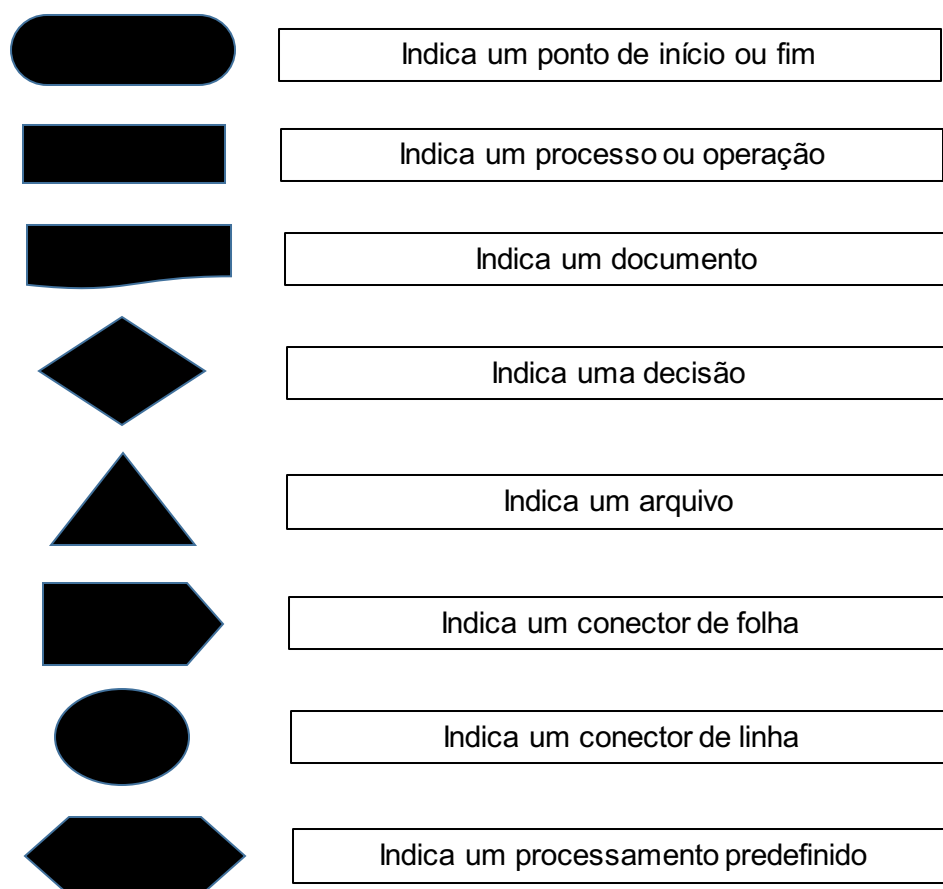 Indica um ponto de início ou fim
Indica um processo ou operação
Indica um documento
Indica uma decisão
Indica um arquivo
Indica um conector de folha
Indica um conector de linha
Indica um processamento predefinido